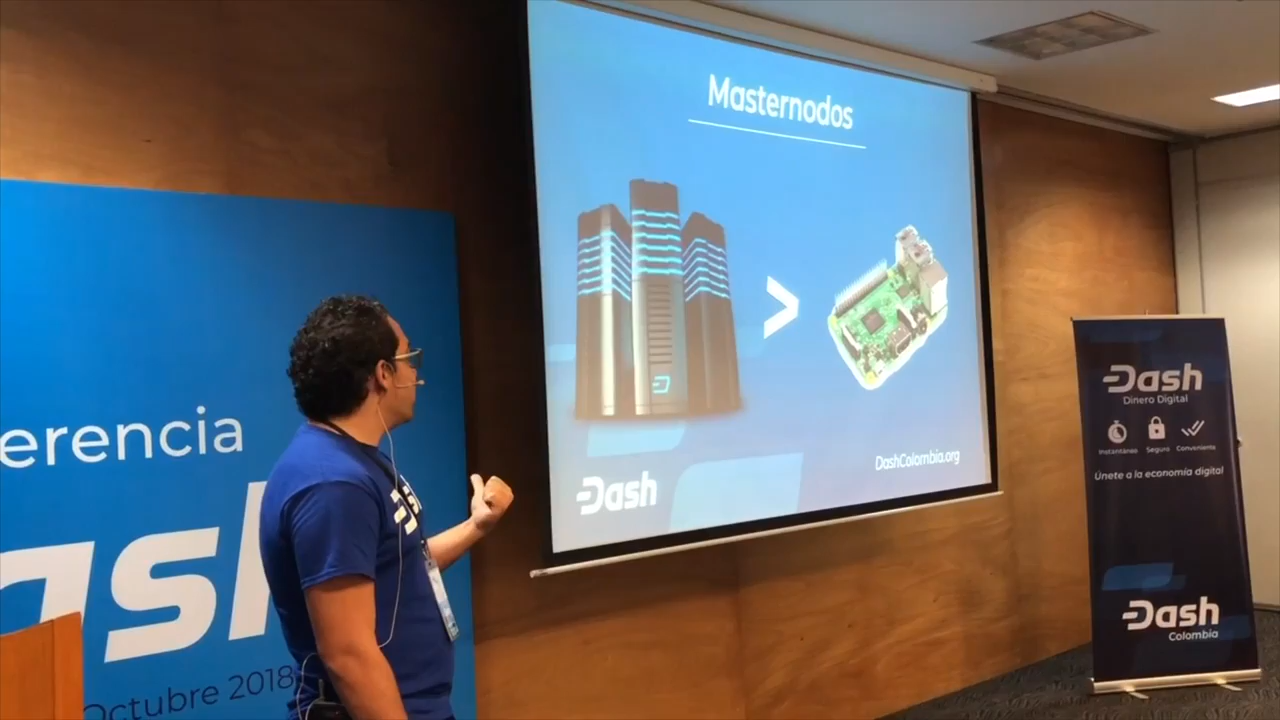 Masternodos
>
Dash
DashColombia.org
erencia
Dash
Octubre 2018
Dash
Dinero Digital
Instantáneo Seguro Conveniente
Únete a la economía digital
Dash
Colombia